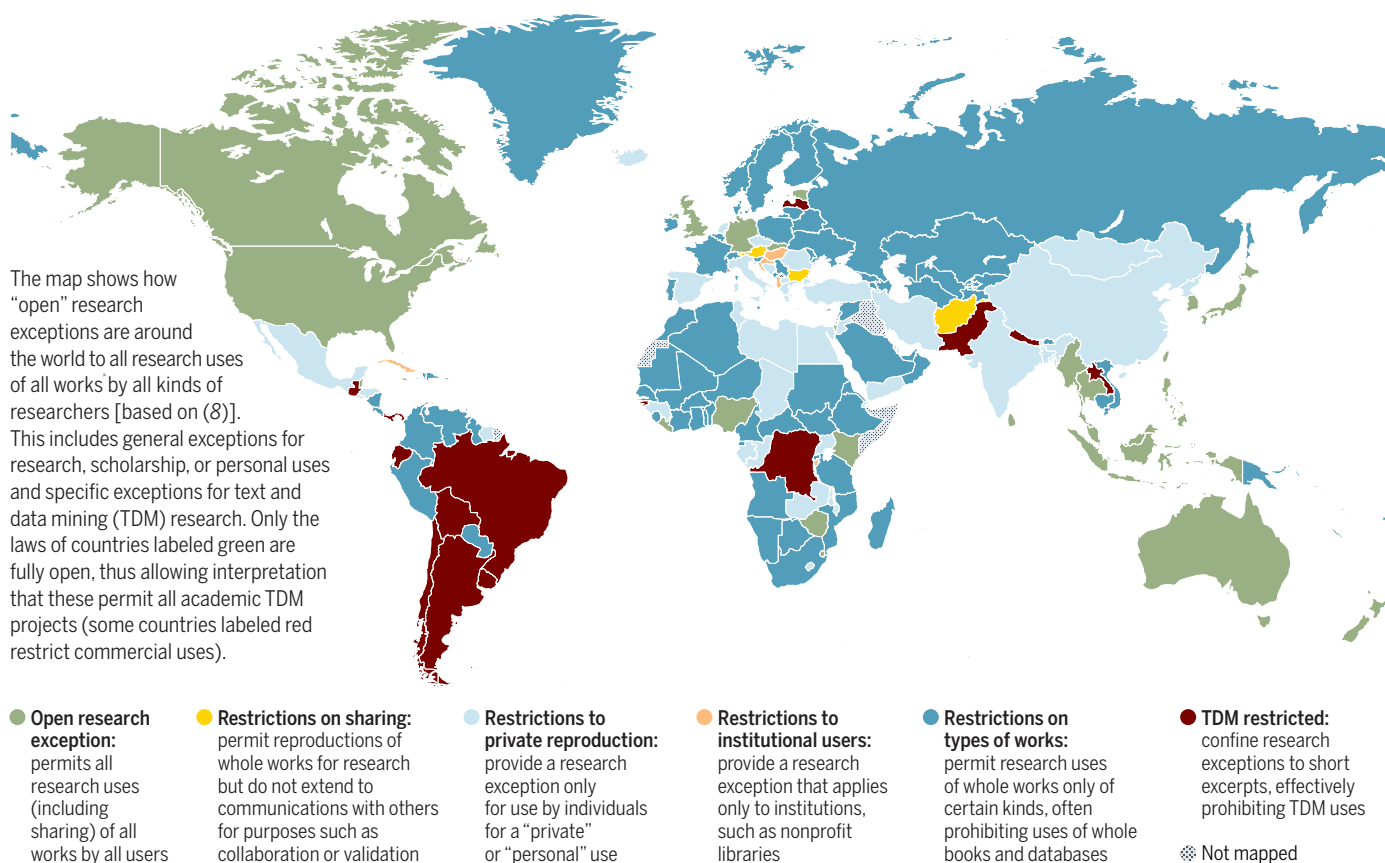 The map shows how
“open” research
exceptions are around
the world to all research uses
of all works by all kinds of
researchers [based on (8)].
This includes general exceptions for
research, scholarship, or personal uses
and specific exceptions for text and
data mining (TDM) research. Only the
laws of countries labeled green are
fully open, thus allowing interpretation
that these permit all academic TDM
projects (some countries labeled red
restrict commercial uses).
Open research
exception:
permits all
research uses
(including
sharing) of all
works by all users
Restrictions on sharing:
permit reproductions of
whole works for research
but do not extend to
communications with others
for purposes such as
collaboration or validation
Restrictions to
private reproduction:
provide a research
exception only
for use by individuals
for a “private”
or “personal” use
Restrictions to
institutional users:
provide a research
exception that applies
only to institutions,
such as nonprofit
libraries
Restrictions on
types of works:
permit research uses
of whole works only of
certain kinds, often
prohibiting uses of whole
books and databases
TDM restricted:
confine research
exceptions to short
excerpts, effectively
prohibiting TDM uses
Not mapped